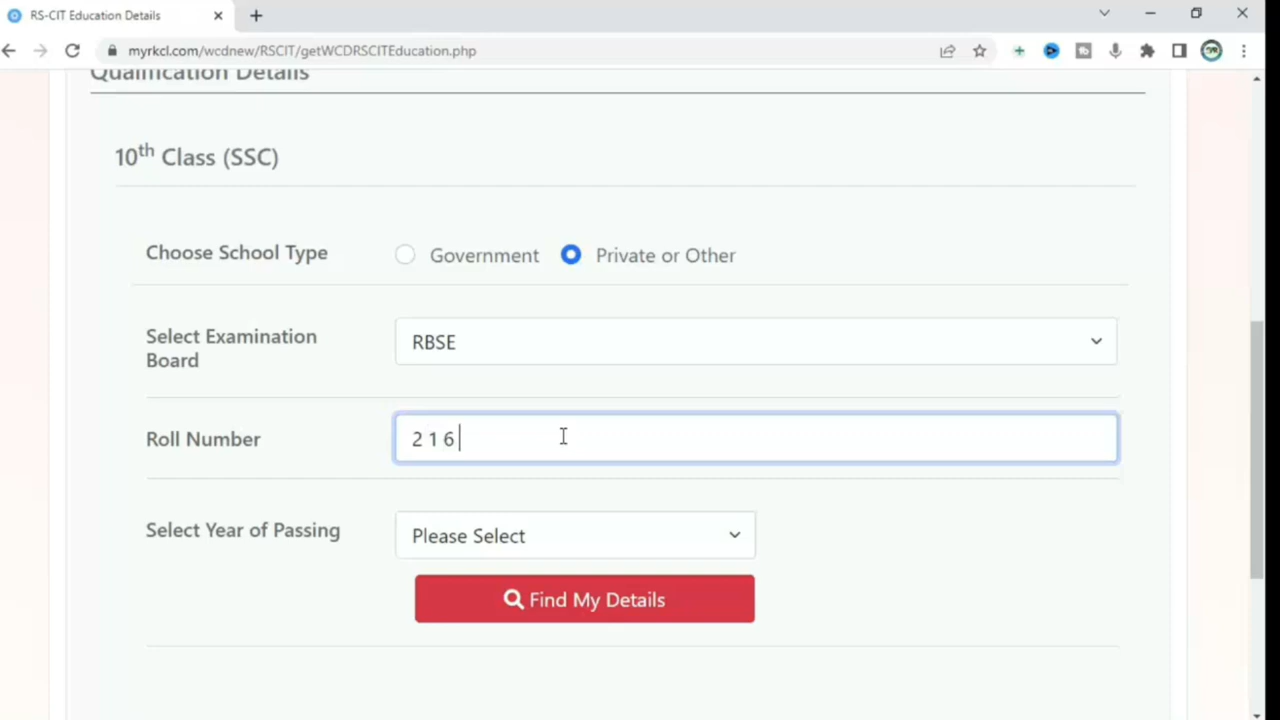 RS-CIT Education Details
myrkcl.com/wcdnew/RSCIT/getWCDRSCITEducation.php
Qualification Details
10th Class (SSC)
Choose School Type Government Private or Other
Select Examination
Board
RBSE
Roll Number 2 1 6
Select Year of Passing Please Select
Find My Details